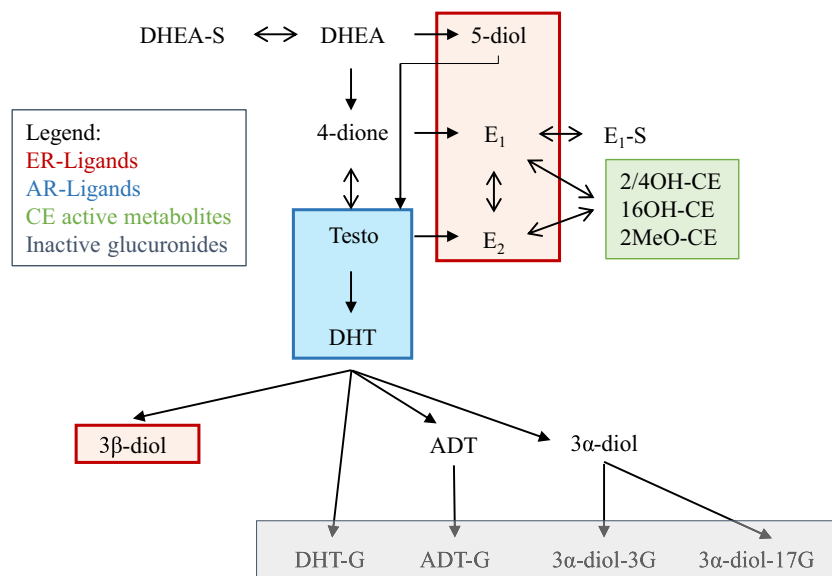 DHEA-S
DHEA
5-diol
Legend:
ER-Ligands
AR-Ligands
CE active metabolites
Inactive glucuronides
4-dione
E₁
E₁-S
2/4OH-CE
16OH-CE
2MeO-CE
Testo
E₂
DHT
3β-diol
ADT
3α-diol
DHT-G
ADT-G
3α-diol-3G
3α-diol-17G